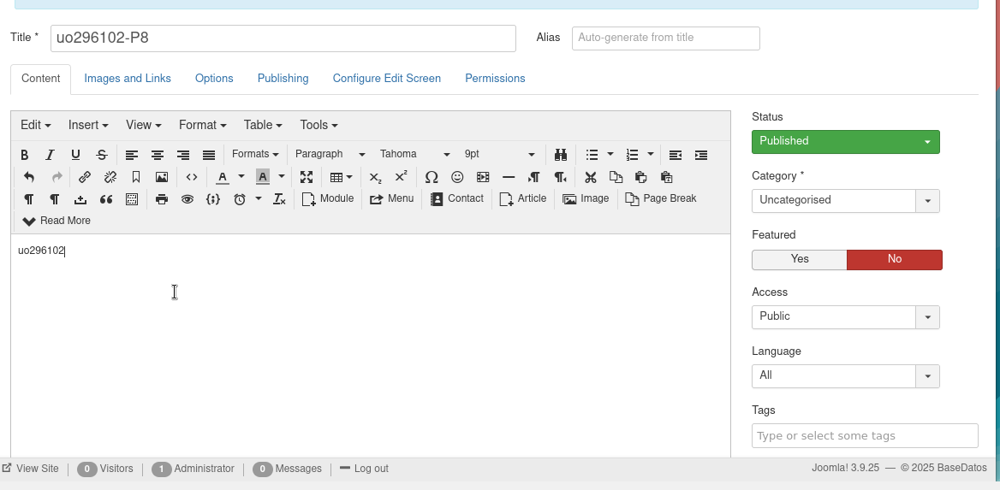 Title * uo296102-P8 Alias Auto-generate from title
Content Images and Links Options Publishing Configure Edit Screen Permissions
Edit Insert View Format Table Tools
B I U S Formats Paragraph Tahoma 9pt
A A X₂ X² Ω
Module Menu Contact Article Image Page Break
Read More
uo296102
Status
Published
Category *
Uncategorised
Featured
Yes No
Access
Public
Language
All
Tags
Type or select some tags
View Site 0 Visitors 1 Administrator 0 Messages Log out Joomla! 3.9.25 — © 2025 BaseDatos